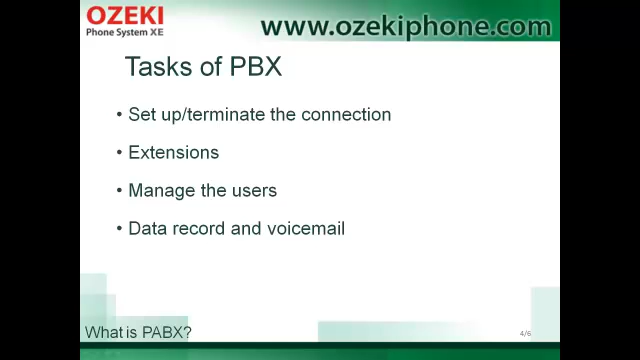 OZEKI
Phone System XE
www.ozekiphone.com
Tasks of PBX
• Set up/terminate the connection
• Extensions
• Manage the users
• Data record and voicemail
What is PABX?
4/6